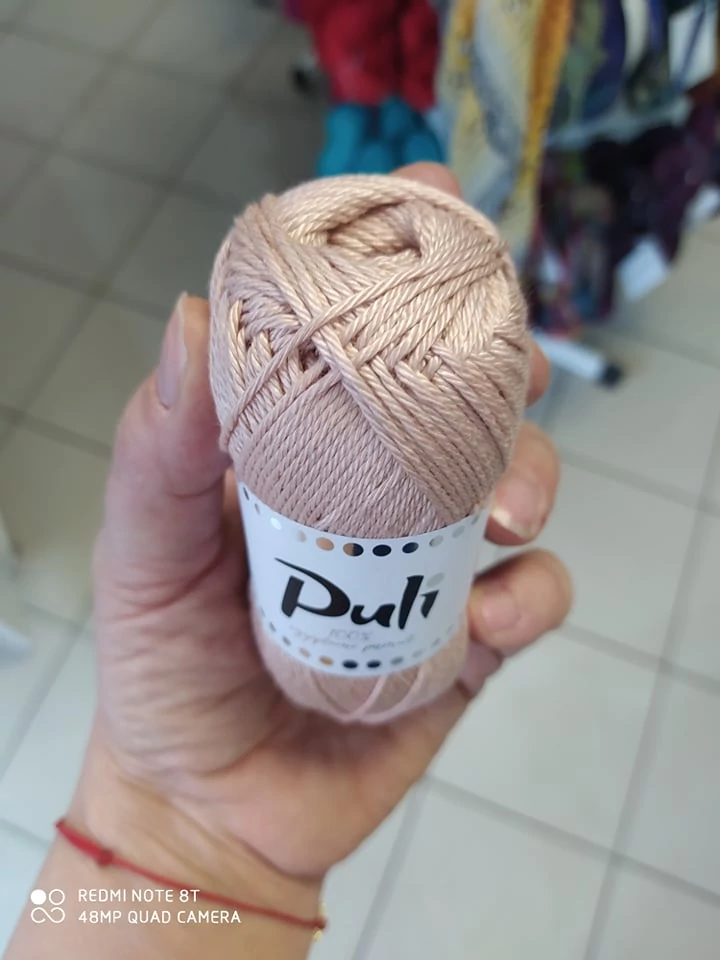 Puli
100%
REDMI NOTE 8T
48MP QUAD CAMERA